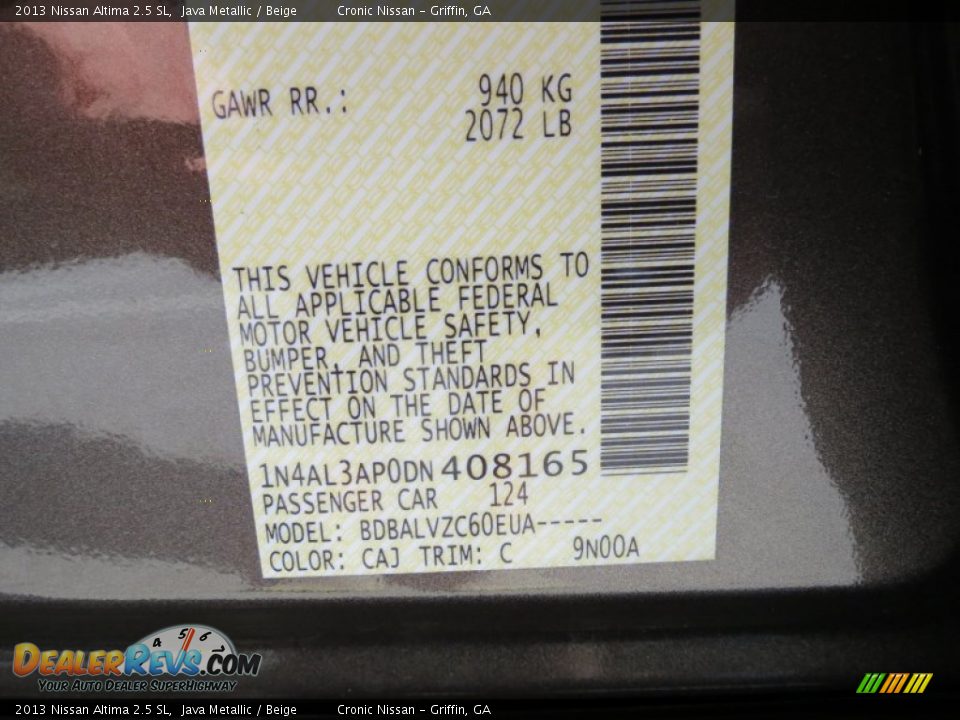 2013 Nissan Altima 2.5 SL, Java Metallic / Beige Cronic Nissan - Griffin, GA
GAWR RR.: 940 KG
2072 LB
THIS VEHICLE CONFORMS TO
ALL APPLICABLE FEDERAL
MOTOR VEHICLE SAFETY,
BUMPER, AND THEFT
PREVENTION STANDARDS IN
EFFECT ON THE DATE OF
MANUFACTURE SHOWN ABOVE.
1N4AL3AP0DN408165
PASSENGER CAR 124
MODEL: BDBALVZC60EUA-----
COLOR: CAJ TRIM: C 9N00A
4 5 6
DealerRevs.com
Your Auto Dealer SuperHighway
2013 Nissan Altima 2.5 SL, Java Metallic / Beige Cronic Nissan - Griffin, GA